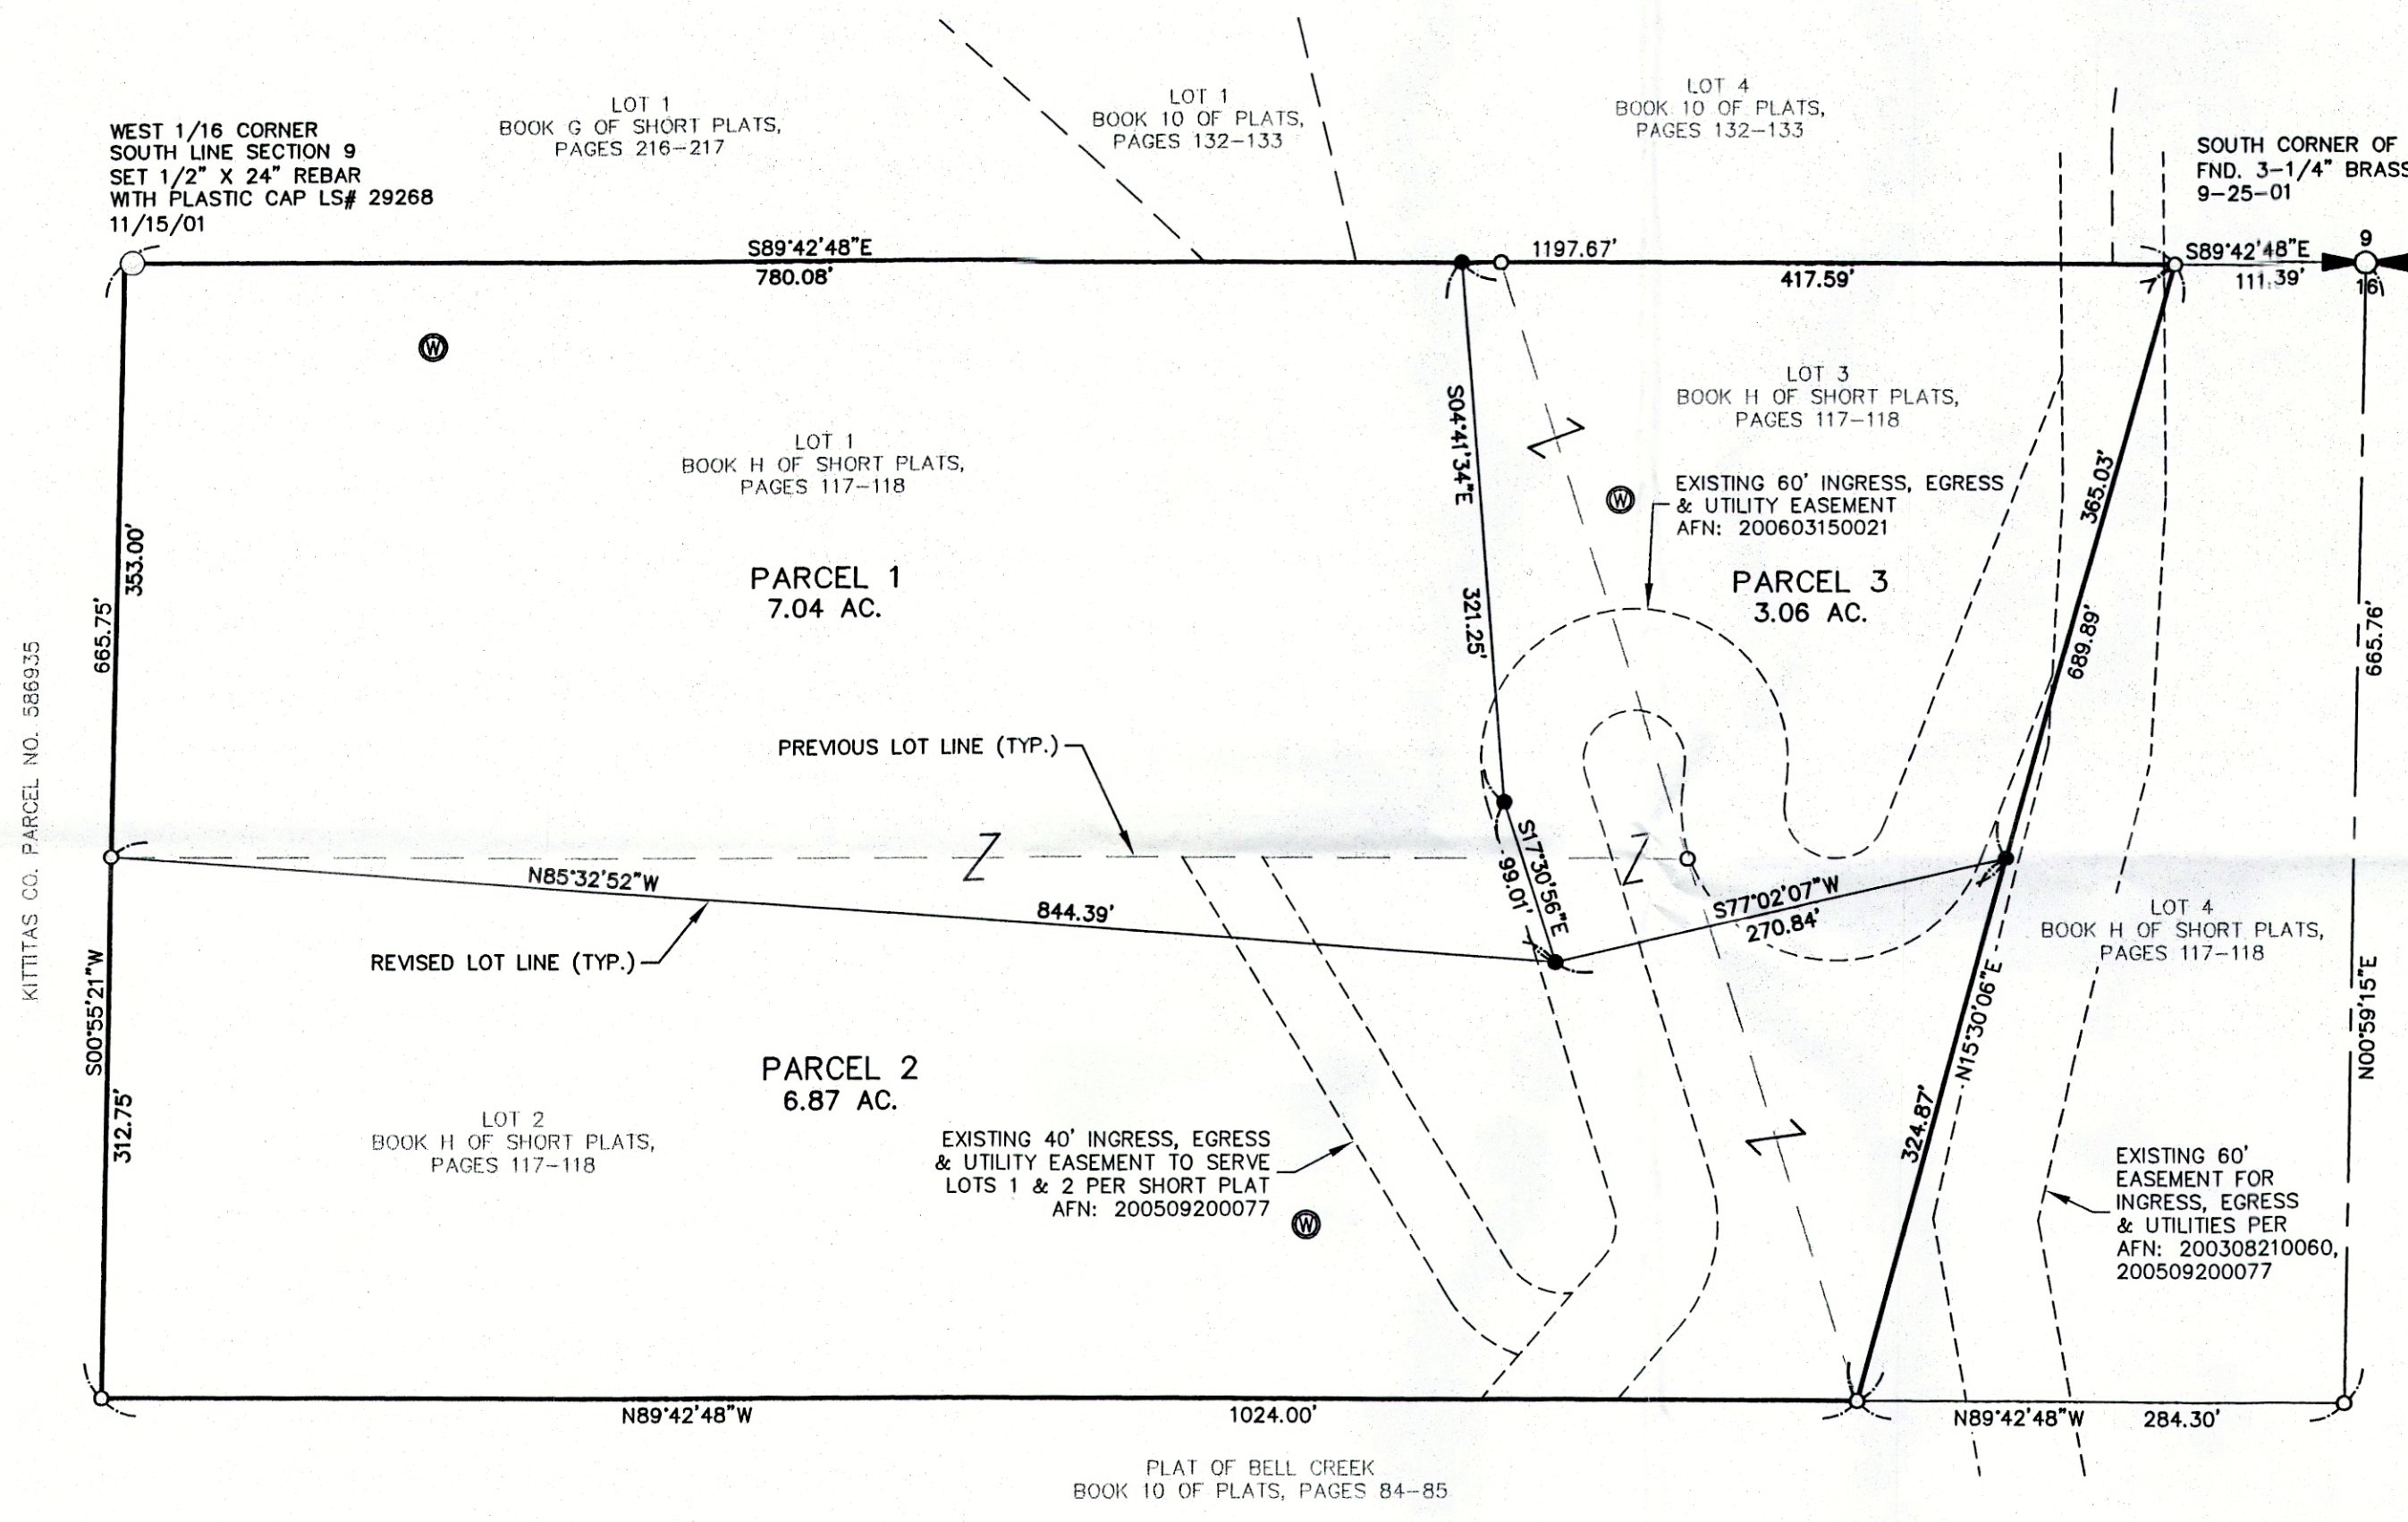 LOT 1
BOOK G OF SHORT PLATS,
PAGES 216-217
LOT 1
BOOK 10 OF PLATS,
PAGES 132-133
LOT 4
BOOK 10 OF PLATS,
PAGES 132-133
WEST 1/16 CORNER
SOUTH LINE SECTION 9
SET 1/2" X 24" REBAR
WITH PLASTIC CAP LS# 29268
11/15/01
SOUTH CORNER OF
FND. 3-1/4" BRASS
9-25-01
S89°42'48"E
780.08'
1197.67'
417.59'
S89°42'48"E
111.39'
9
16
W
LOT 1
BOOK H OF SHORT PLATS,
PAGES 117-118
PARCEL 1
7.04 AC.
S04°41'34"E
321.25'
LOT 3
BOOK H OF SHORT PLATS,
PAGES 117-118
W
EXISTING 60' INGRESS, EGRESS
& UTILITY EASEMENT
AFN: 200603150021
PARCEL 3
3.06 AC.
365.03'
689.89'
665.76'
353.00'
665.75'
KITTITAS CO. PARCEL NO. 586935
PREVIOUS LOT LINE (TYP.)
Z
Z
Z
Z
N85°32'52"W
844.39'
REVISED LOT LINE (TYP.)
S17°30'56"E
99.01'
S77°02'07"W
270.84'
LOT 4
BOOK H OF SHORT PLATS,
PAGES 117-118
S00°55'21"W
312.75'
N15°30'06"E
324.87'
N00°59'15"E
PARCEL 2
6.87 AC.
LOT 2
BOOK H OF SHORT PLATS,
PAGES 117-118
EXISTING 40' INGRESS, EGRESS
& UTILITY EASEMENT TO SERVE
LOTS 1 & 2 PER SHORT PLAT
AFN: 200509200077
W
EXISTING 60'
EASEMENT FOR
INGRESS, EGRESS
& UTILITIES PER
AFN: 200308210060,
200509200077
N89°42'48"W
1024.00'
N89°42'48"W
284.30'
PLAT OF BELL CREEK
BOOK 10 OF PLATS, PAGES 84-85